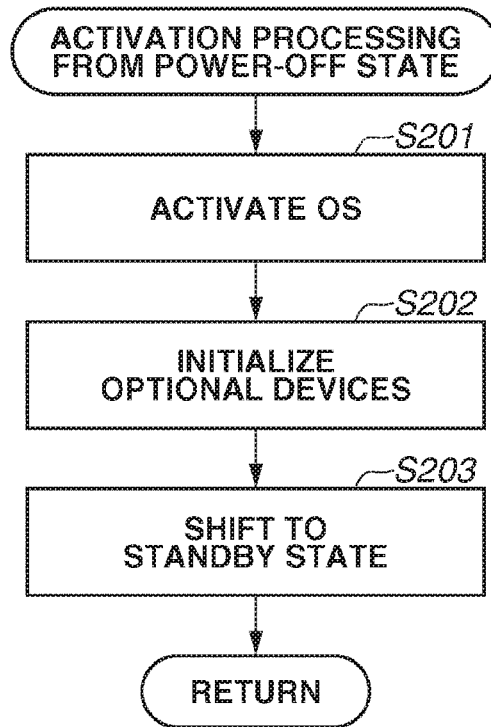 ACTIVATION PROCESSING
FROM POWER-OFF STATE
S201
ACTIVATE OS
S202
INITIALIZE
OPTIONAL DEVICES
S203
SHIFT TO
STANDBY STATE
RETURN